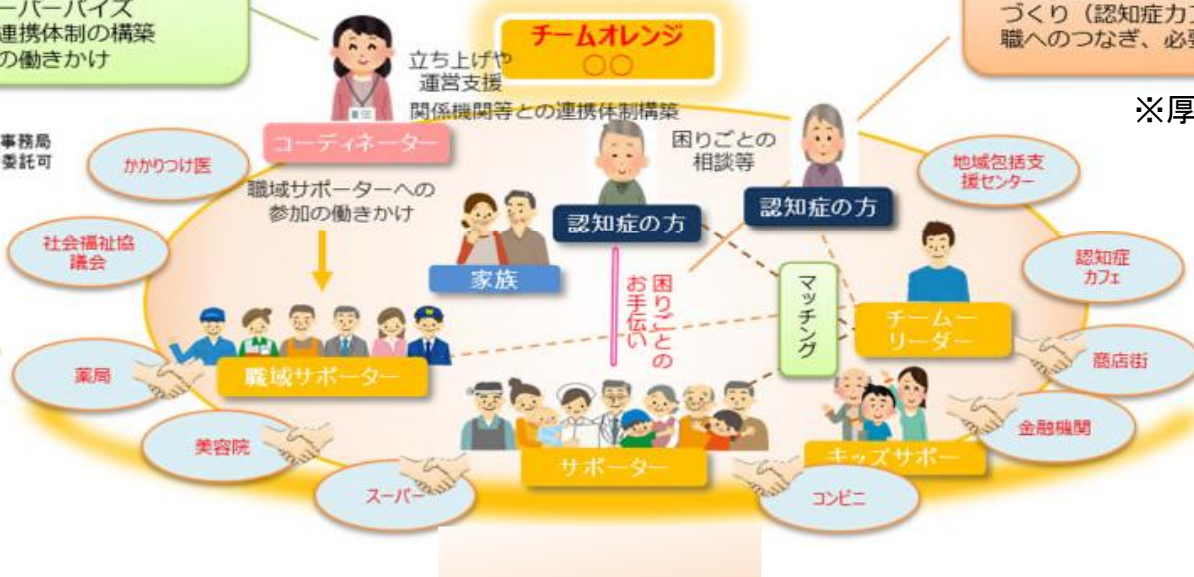 ーパーバイズ
連携体制の構築
の働きかけ
チームオレンジ
○○
づくり（認知症カ
職へのつなぎ、必
立ち上げや
運営支援
関係機関等との連携体制構築
※厚
事務局
委託可
かかりつけ医
コーディネーター
困りごとの
相談等
地域包括支
援センター
職域サポーターへの
参加の働きかけ
認知症の方
認知症の方
社会福祉協
議会
家族
認知症
カフェ
困りごとの
お手伝い
マッチング
チームー
リーダー
薬局
職域サポーター
商店街
美容院
サポーター
キッズサポー
金融機関
スーパー
コンビニ